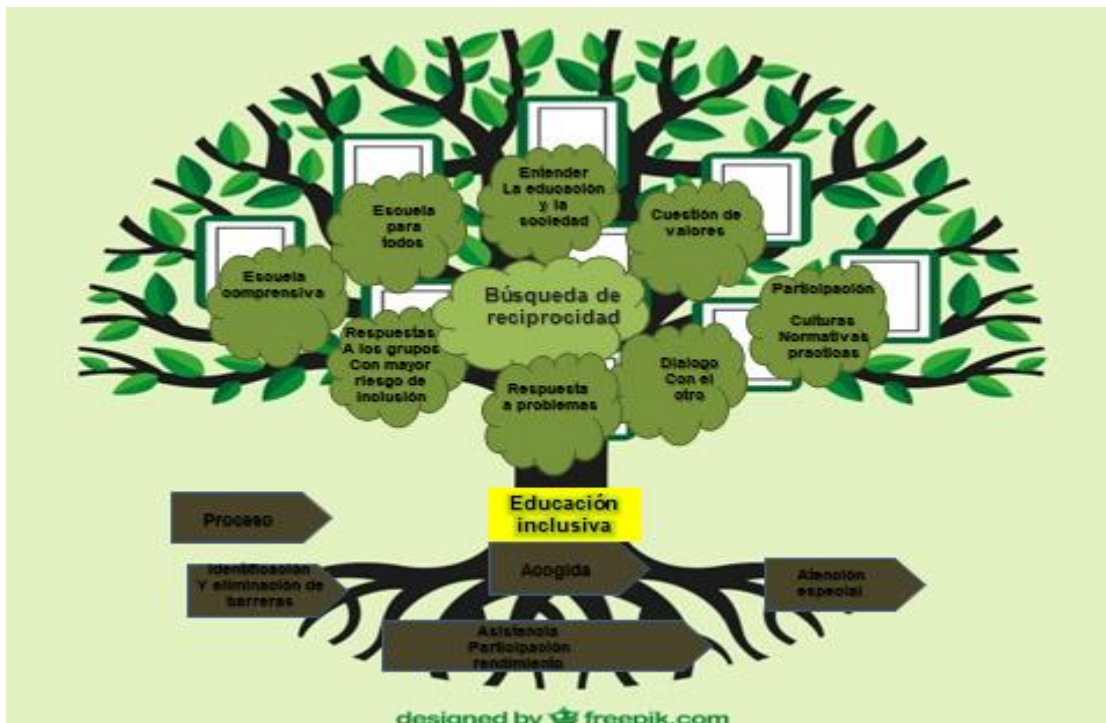 Entender
La educación
y la
sociedad
Escuela
para
todos
Cuestión de
valores
Escuela
comprensiva
Búsqueda de
reciprocidad
Participación
Culturas
Normativas
practicas
Respuestas
A los grupos
Con mayor
riesgo de
inclusión
Dialogo
Con el
otro
Respuesta
a problemas
Educación
inclusiva
Proceso
Acogida
Identificación
Y eliminación de
barreras
Atención
especial
Asistencia
Participación
rendimiento
designed by freepik.com